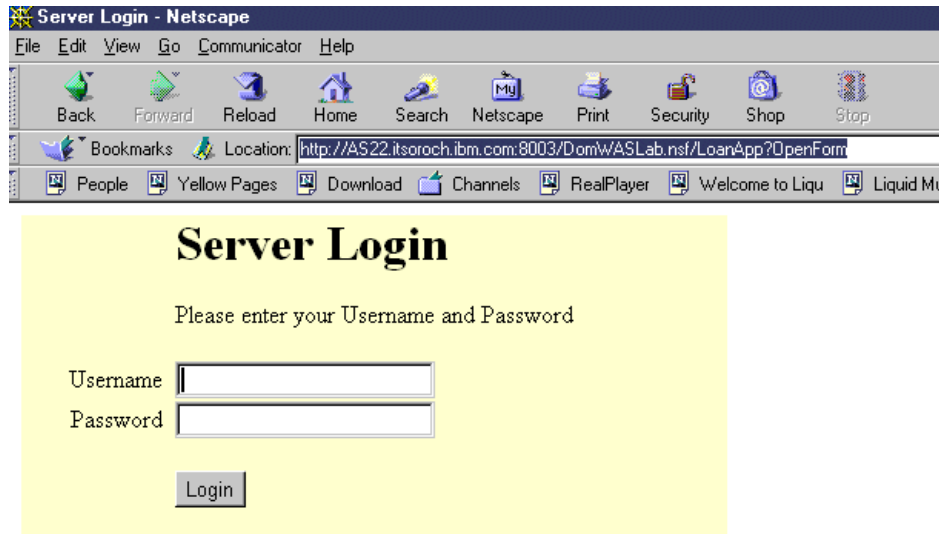 Server Login - Netscape
File Edit View Go Communicator Help
My
Back Forward Reload Home Search Netscape Print Security Shop Stop
Bookmarks Location: http://AS22.itsoroch.ibm.com:8003/DomWASLab.nsf/LoanApp?OpenForm
People Yellow Pages Download Channels RealPlayer Welcome to Liqu Liquid Mu
Server Login
Please enter your Username and Password
Username
Password
Login